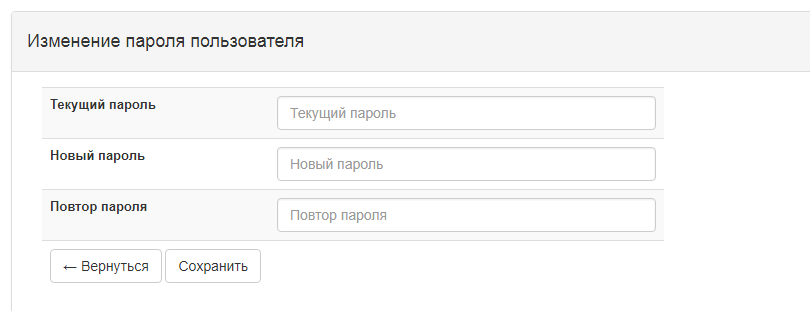 Изменение пароля пользователя
Текущий пароль Текущий пароль
Новый пароль Новый пароль
Повтор пароля Повтор пароля
← Вернуться Сохранить